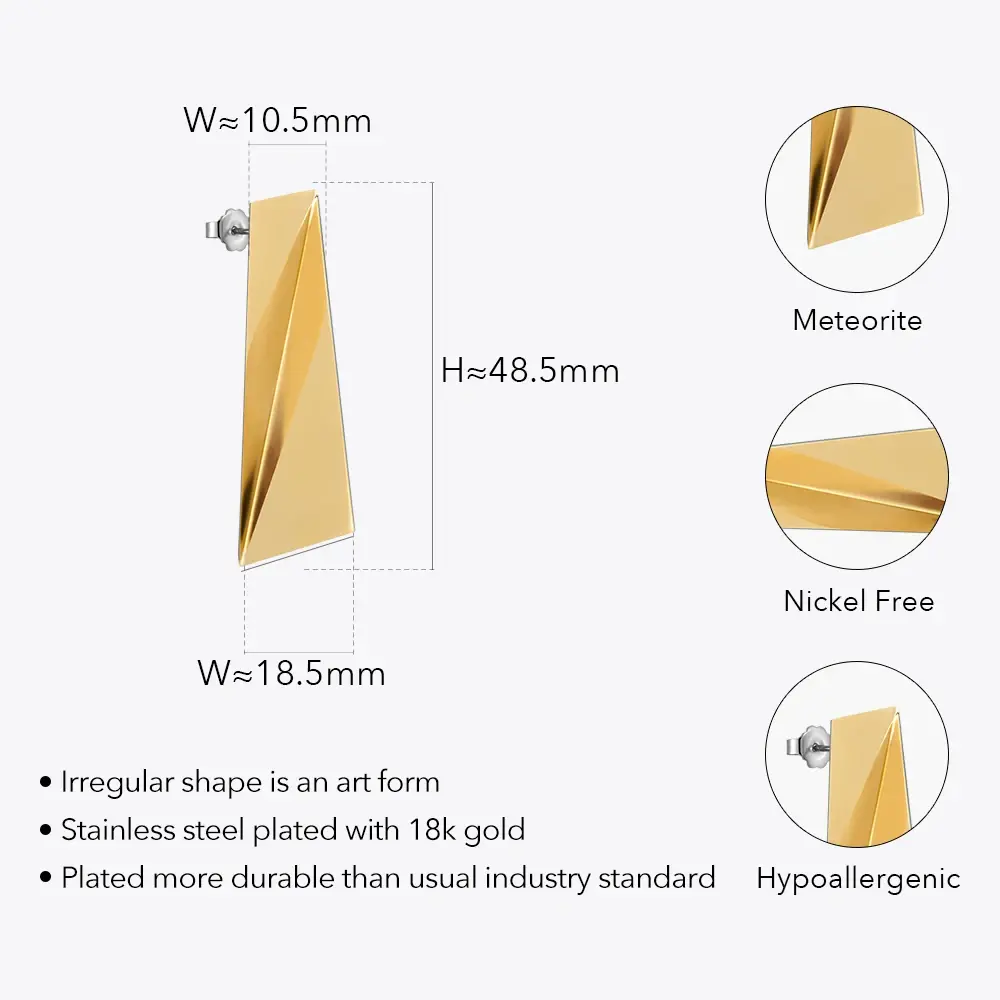 W≈10.5mm
H≈48.5mm
W≈18.5mm
Meteorite
Nickel Free
Hypoallergenic
• Irregular shape is an art form
• Stainless steel plated with 18k gold
• Plated more durable than usual industry standard